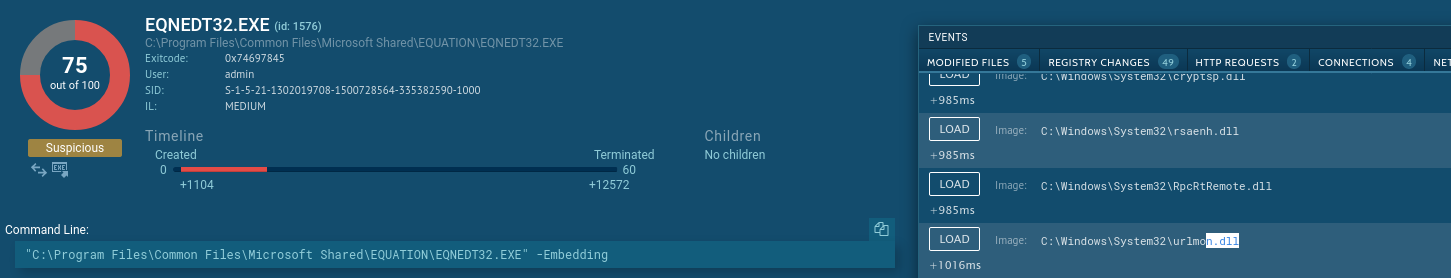 75
out of 100
Suspicious
EQNEDT32.EXE (id: 1576)
C:\Program Files\Common Files\Microsoft Shared\EQUATION\EQNEDT32.EXE
Exitcode: 0x74697845
User: admin
SID: S-1-5-21-1302019708-1500728564-335382590-1000
IL: MEDIUM
Timeline
Created Terminated
0 60
+1104 +12572
Children
No children
Command Line:
"C:\Program Files\Common Files\Microsoft Shared\EQUATION\EQNEDT32.EXE" -Embedding
EVENTS
MODIFIED FILES 5 REGISTRY CHANGES 49 HTTP REQUESTS 2 CONNECTIONS 4 NET
LOAD Image: C:\Windows\System32\cryptsp.dll
+985ms
LOAD Image: C:\Windows\System32\rsaenh.dll
+985ms
LOAD Image: C:\Windows\System32\RpcRtRemote.dll
+985ms
LOAD Image: C:\Windows\System32\urlmon.dll
+1016ms